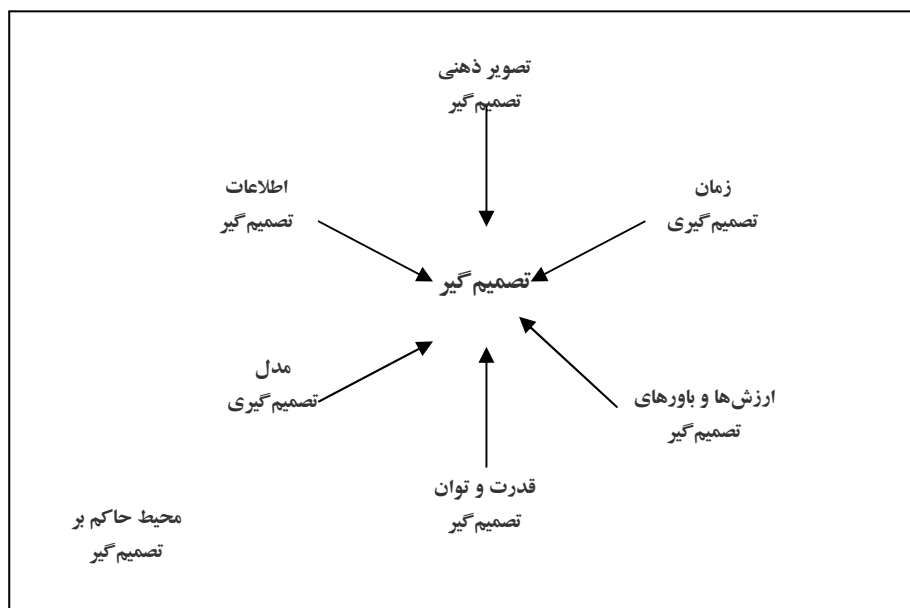 تصویر ذهنی
تصمیم‌گیر
زمان
تصمیم‌گیری
اطلاعات
تصمیم‌گیر
تصمیم‌گیر
مدل
تصمیم‌گیری
ارزش‌ها و باورهای
تصمیم‌گیر
قدرت و توان
تصمیم‌گیر
محیط حاکم بر
تصمیم‌گیر